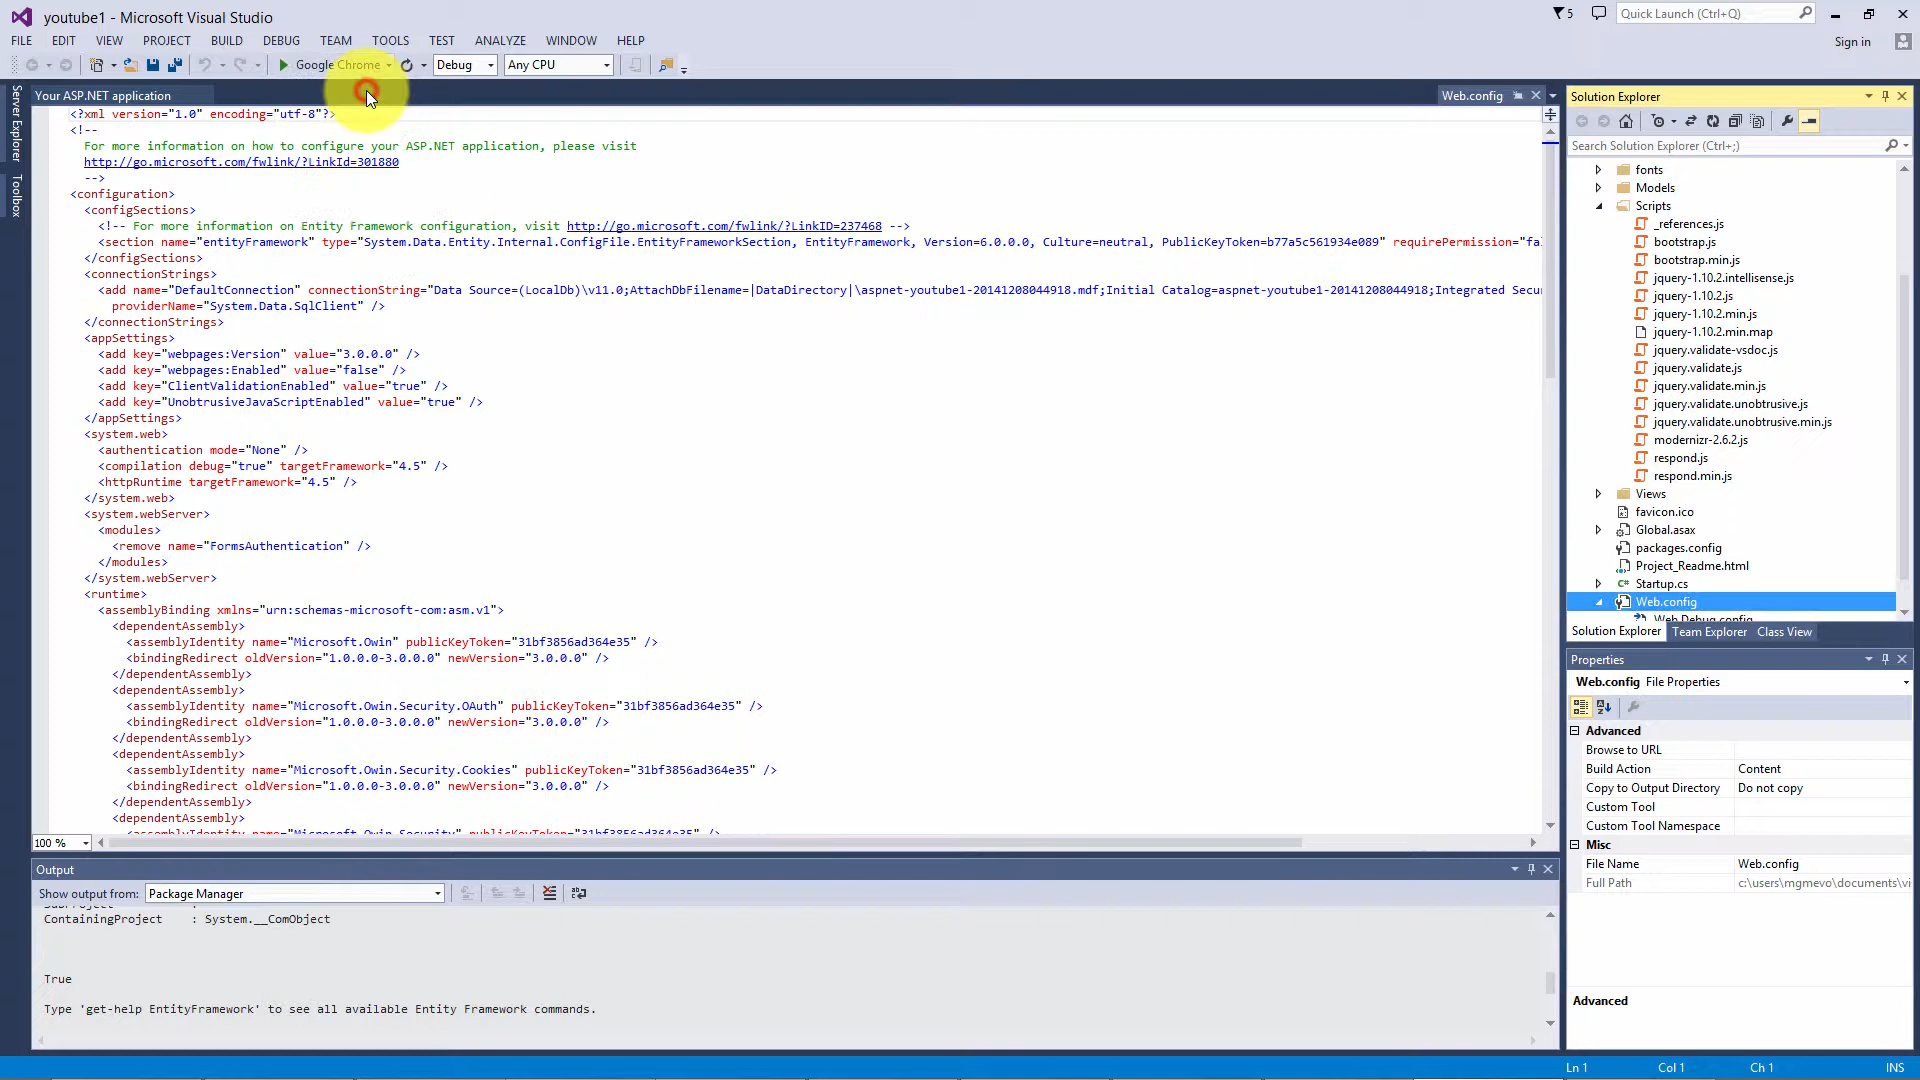 youtube1 - Microsoft Visual Studio
5
Quick Launch (Ctrl+Q)
FILE EDIT VIEW PROJECT BUILD DEBUG TEAM TOOLS TEST ANALYZE WINDOW HELP
Sign in
Google Chrome
Debug
Any CPU
Server Explorer
Toolbox
Your ASP.NET application
Web.config
<?xml version="1.0" encoding="utf-8"?>
<!--
For more information on how to configure your ASP.NET application, please visit
http://go.microsoft.com/fwlink/?LinkId=301880
-->
<configuration>
<configSections>
<!-- For more information on Entity Framework configuration, visit http://go.microsoft.com/fwlink/?LinkID=237468 -->
<section name="entityFramework" type="System.Data.Entity.Internal.ConfigFile.EntityFrameworkSection, EntityFramework, Version=6.0.0.0, Culture=neutral, PublicKeyToken=b77a5c561934e089" requirePermission="fa
</configSections>
<connectionStrings>
<add name="DefaultConnection" connectionString="Data Source=(LocalDb)\v11.0;AttachDbFilename=|DataDirectory|\aspnet-youtube1-20141208044918.mdf;Initial Catalog=aspnet-youtube1-20141208044918;Integrated Secu
providerName="System.Data.SqlClient" />
</connectionStrings>
<appSettings>
<add key="webpages:Version" value="3.0.0.0" />
<add key="webpages:Enabled" value="false" />
<add key="ClientValidationEnabled" value="true" />
<add key="UnobtrusiveJavaScriptEnabled" value="true" />
</appSettings>
<system.web>
<authentication mode="None" />
<compilation debug="true" targetFramework="4.5" />
<httpRuntime targetFramework="4.5" />
</system.web>
<system.webServer>
<modules>
<remove name="FormsAuthentication" />
</modules>
</system.webServer>
<runtime>
<assemblyBinding xmlns="urn:schemas-microsoft-com:asm.v1">
<dependentAssembly>
<assemblyIdentity name="Microsoft.Owin" publicKeyToken="31bf3856ad364e35" />
<bindingRedirect oldVersion="1.0.0.0-3.0.0.0" newVersion="3.0.0.0" />
</dependentAssembly>
<dependentAssembly>
<assemblyIdentity name="Microsoft.Owin.Security.OAuth" publicKeyToken="31bf3856ad364e35" />
<bindingRedirect oldVersion="1.0.0.0-3.0.0.0" newVersion="3.0.0.0" />
</dependentAssembly>
<dependentAssembly>
<assemblyIdentity name="Microsoft.Owin.Security.Cookies" publicKeyToken="31bf3856ad364e35" />
<bindingRedirect oldVersion="1.0.0.0-3.0.0.0" newVersion="3.0.0.0" />
</dependentAssembly>
<dependentAssembly>
<assemblyIdentity name="Microsoft.Owin.Security" publicKeyToken="31bf3856ad364e35" />
100 %
Output
Show output from: Package Manager
SubProject :
ContainingProject : System.__ComObject
True
Type 'get-help EntityFramework' to see all available Entity Framework commands.
Solution Explorer
Search Solution Explorer (Ctrl+;)
fonts
Models
Scripts
_references.js
bootstrap.js
bootstrap.min.js
jquery-1.10.2.intellisense.js
jquery-1.10.2.js
jquery-1.10.2.min.js
jquery-1.10.2.min.map
jquery.validate-vsdoc.js
jquery.validate.js
jquery.validate.min.js
jquery.validate.unobtrusive.js
jquery.validate.unobtrusive.min.js
modernizr-2.6.2.js
respond.js
respond.min.js
Views
favicon.ico
Global.asax
packages.config
Project_Readme.html
Startup.cs
Web.config
Web.Debug.config
Solution Explorer Team Explorer Class View
Properties
Web.config File Properties
Advanced
Browse to URL
Build Action Content
Copy to Output Directory Do not copy
Custom Tool
Custom Tool Namespace
Misc
File Name Web.config
Full Path c:\users\mgmevo\documents\vi
Advanced
Ln 1 Col 1 Ch 1 INS